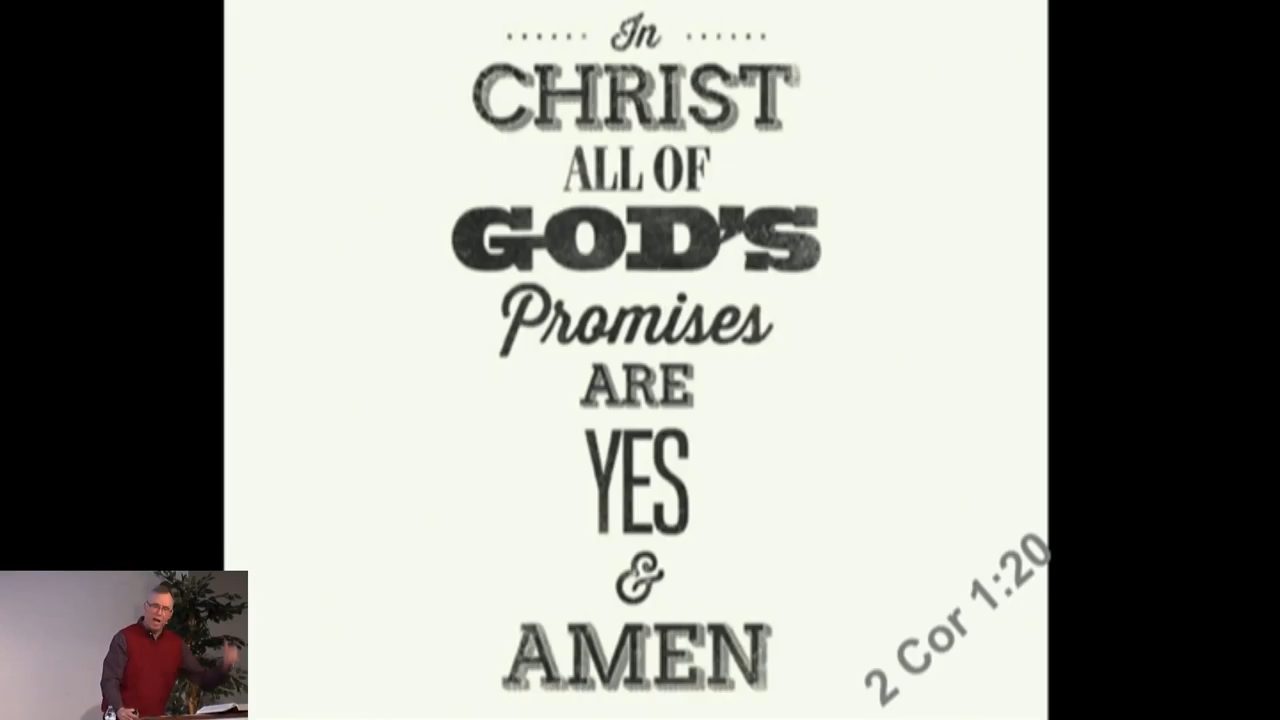 In
CHRIST
ALL OF
GOD'S
Promises
ARE
YES
&
AMEN
2 Cor 1:20